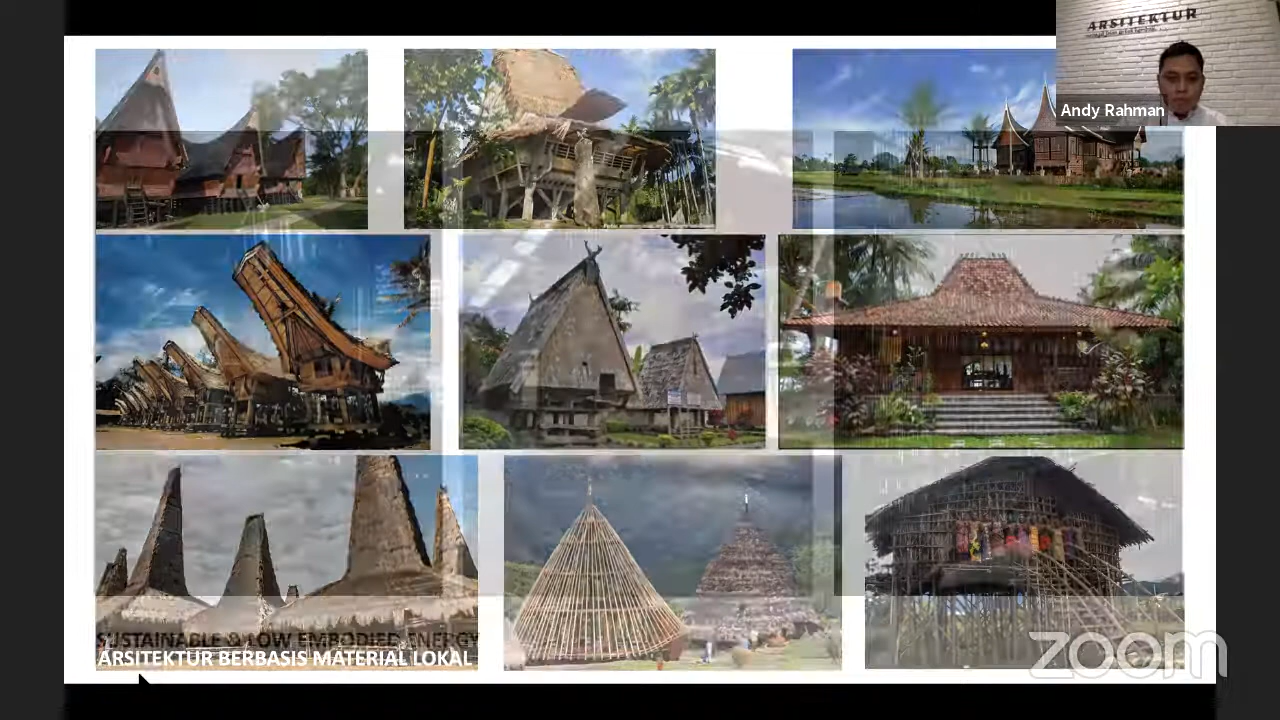 ARSITEKTUR
Andy Rahman
SUSTAINABLE & LOW EMBODIED ENERGY
ARSITEKTUR BERBASIS MATERIAL LOKAL
zoom